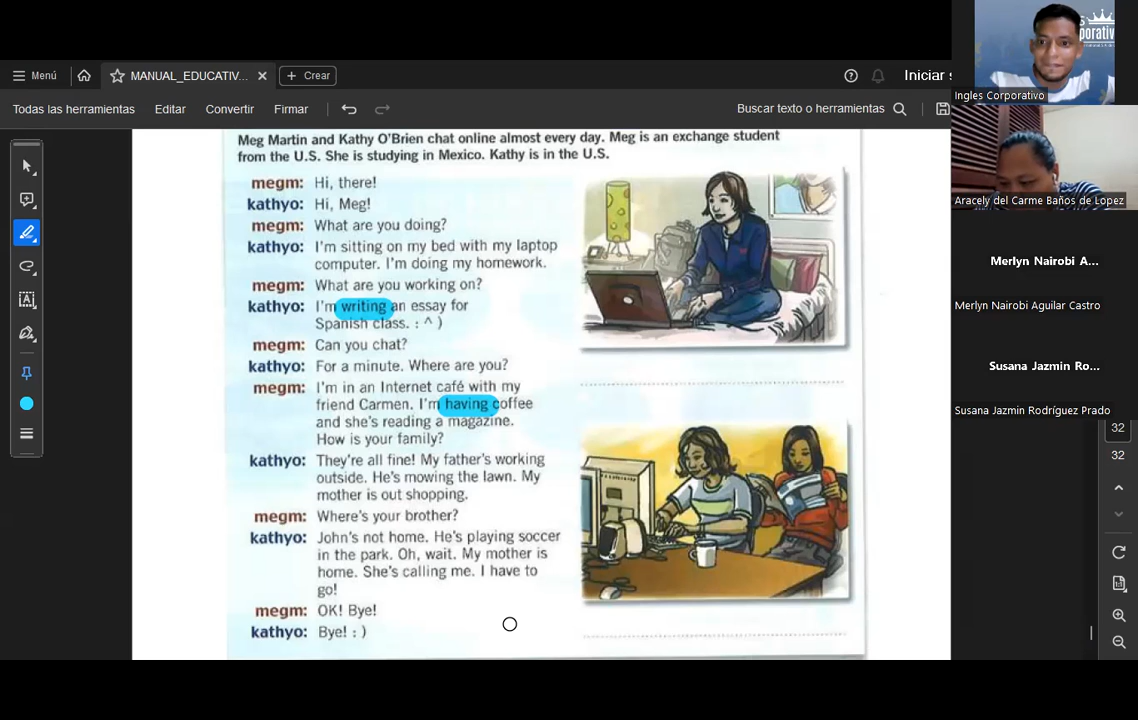 Menú
MANUAL_EDUCATIV...
Crear
Iniciar s
Todas las herramientas
Editar
Convertir
Firmar
Buscar texto o herramientas
Meg Martin and Kathy O'Brien chat online almost every day. Meg is an exchange student
from the U.S. She is studying in Mexico. Kathy is in the U.S.
megm: Hi, there!
kathyo: Hi, Meg!
megm: What are you doing?
kathyo: I'm sitting on my bed with my laptop
computer. I'm doing my homework.
megm: What are you working on?
kathyo: I'm writing an essay for
Spanish class. : ^ )
megm: Can you chat?
kathyo: For a minute. Where are you?
megm: I'm in an Internet café with my
friend Carmen. I'm having coffee
and she's reading a magazine.
How is your family?
kathyo: They're all fine! My father's working
outside. He's mowing the lawn. My
mother is out shopping.
megm: Where's your brother?
kathyo: John's not home. He's playing soccer
in the park. Oh, wait. My mother is
home. She's calling me. I have to
go!
megm: OK! Bye!
kathyo: Bye! : )
Ingles Corporativo
Aracely del Carme Baños de Lopez
Merlyn Nairobi A...
Merlyn Nairobi Aguilar Castro
Susana Jazmin Ro...
Susana Jazmin Rodríguez Prado
32
32